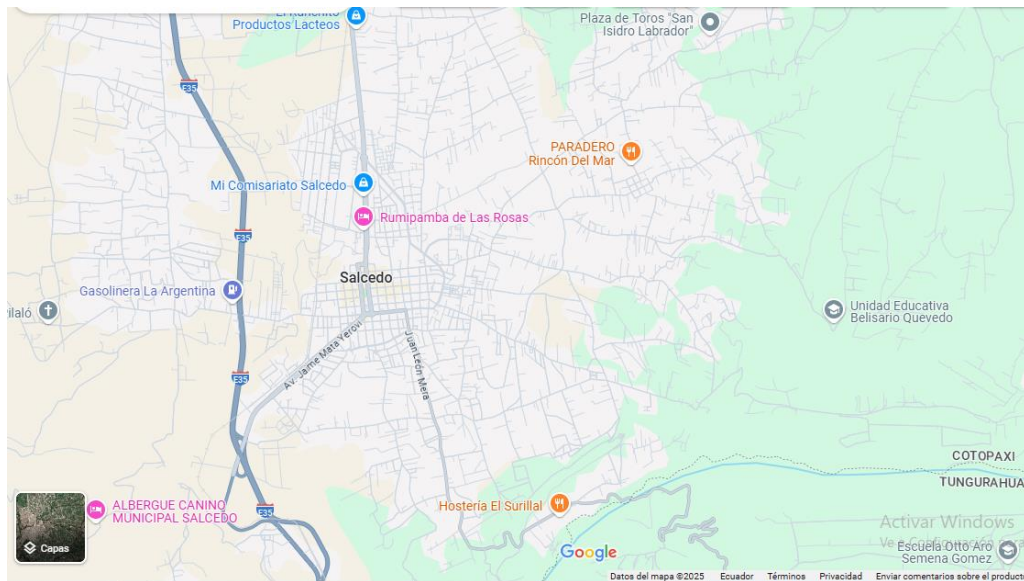 El Ranchito
Productos Lacteos
Plaza de Toros "San
Isidro Labrador"
E35
PARADERO
Rincón Del Mar
Mi Comisariato Salcedo
Rumipamba de Las Rosas
E35
Salcedo
Gasolinera La Argentina
Unidad Educativa
Belisario Quevedo
Av. Jaime Mata Yerovi
Juan León Mera
E35
COTOPAXI
TUNGURAHUA
ALBERGUE CANINO
MUNICIPAL SALCEDO
E35
Hostería El Surillal
Capas
Google
Activar Windows
Escuela Otto Aro
Semena Gomez
Datos del mapa ©2025 Ecuador Términos Privacidad Enviar comentarios sobre el product